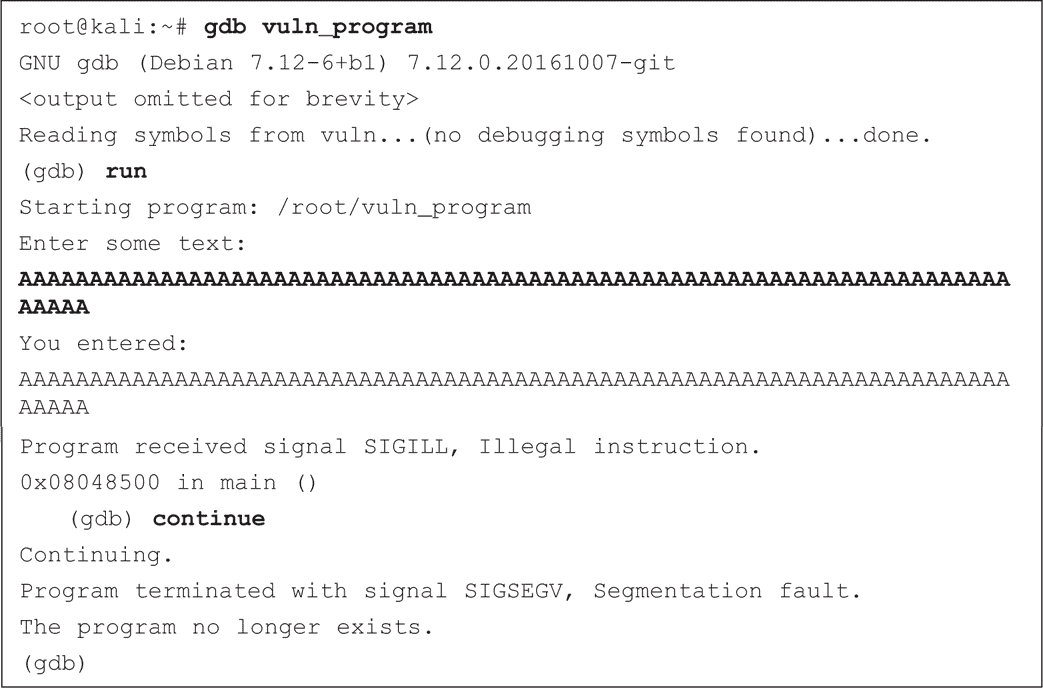 root@kali:~# gdb vuln_program
GNU gdb (Debian 7.12-6+b1) 7.12.0.20161007-git
<output omitted for brevity>
Reading symbols from vuln...(no debugging symbols found)...done.
(gdb) run
Starting program: /root/vuln_program
Enter some text:
AAAAAAAAAAAAAAAAAAAAAAAAAAAAAAAAAAAAAAAAAAAAAAAAAAAAAAAAAAAAAAAAAAAAAA
AAAAA
You entered:
AAAAAAAAAAAAAAAAAAAAAAAAAAAAAAAAAAAAAAAAAAAAAAAAAAAAAAAAAAAAAAAAAAAAAA
AAAAA
Program received signal SIGILL, Illegal instruction.
0x08048500 in main ()
(gdb) continue
Continuing.
Program terminated with signal SIGSEGV, Segmentation fault.
The program no longer exists.
(gdb)